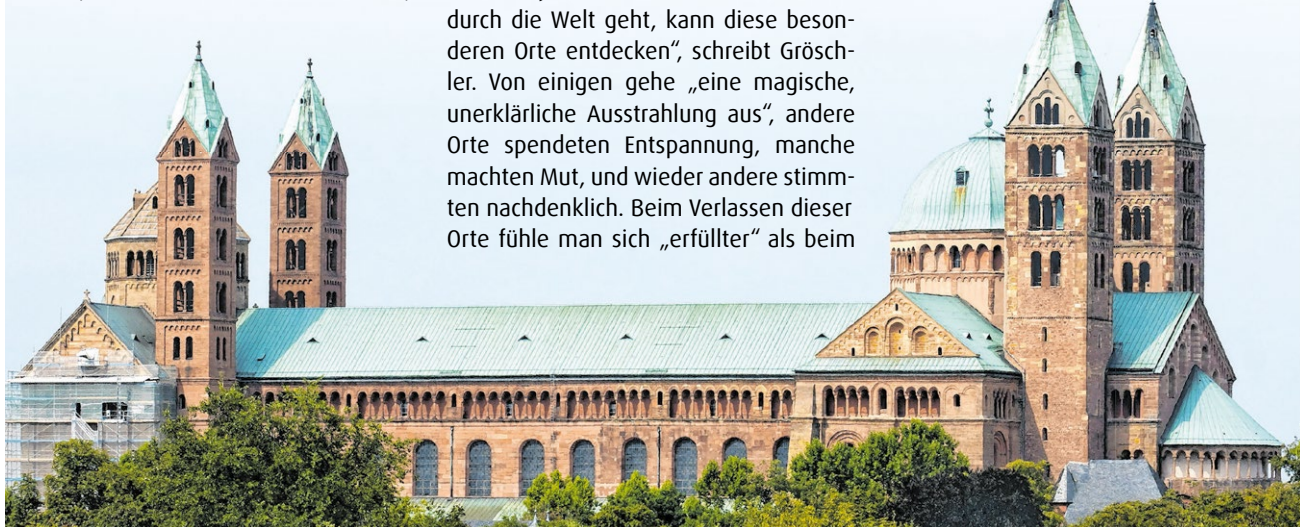 durch die Welt geht, kann diese beson-
deren Orte entdecken“, schreibt Grösch-
ler. Von einigen gehe „eine magische,
unerklärliche Ausstrahlung aus“, andere
Orte spendeten Entspannung, manche
machten Mut, und wieder andere stimm-
ten nachdenklich. Beim Verlassen dieser
Orte fühle man sich „erfüllter“ als beim